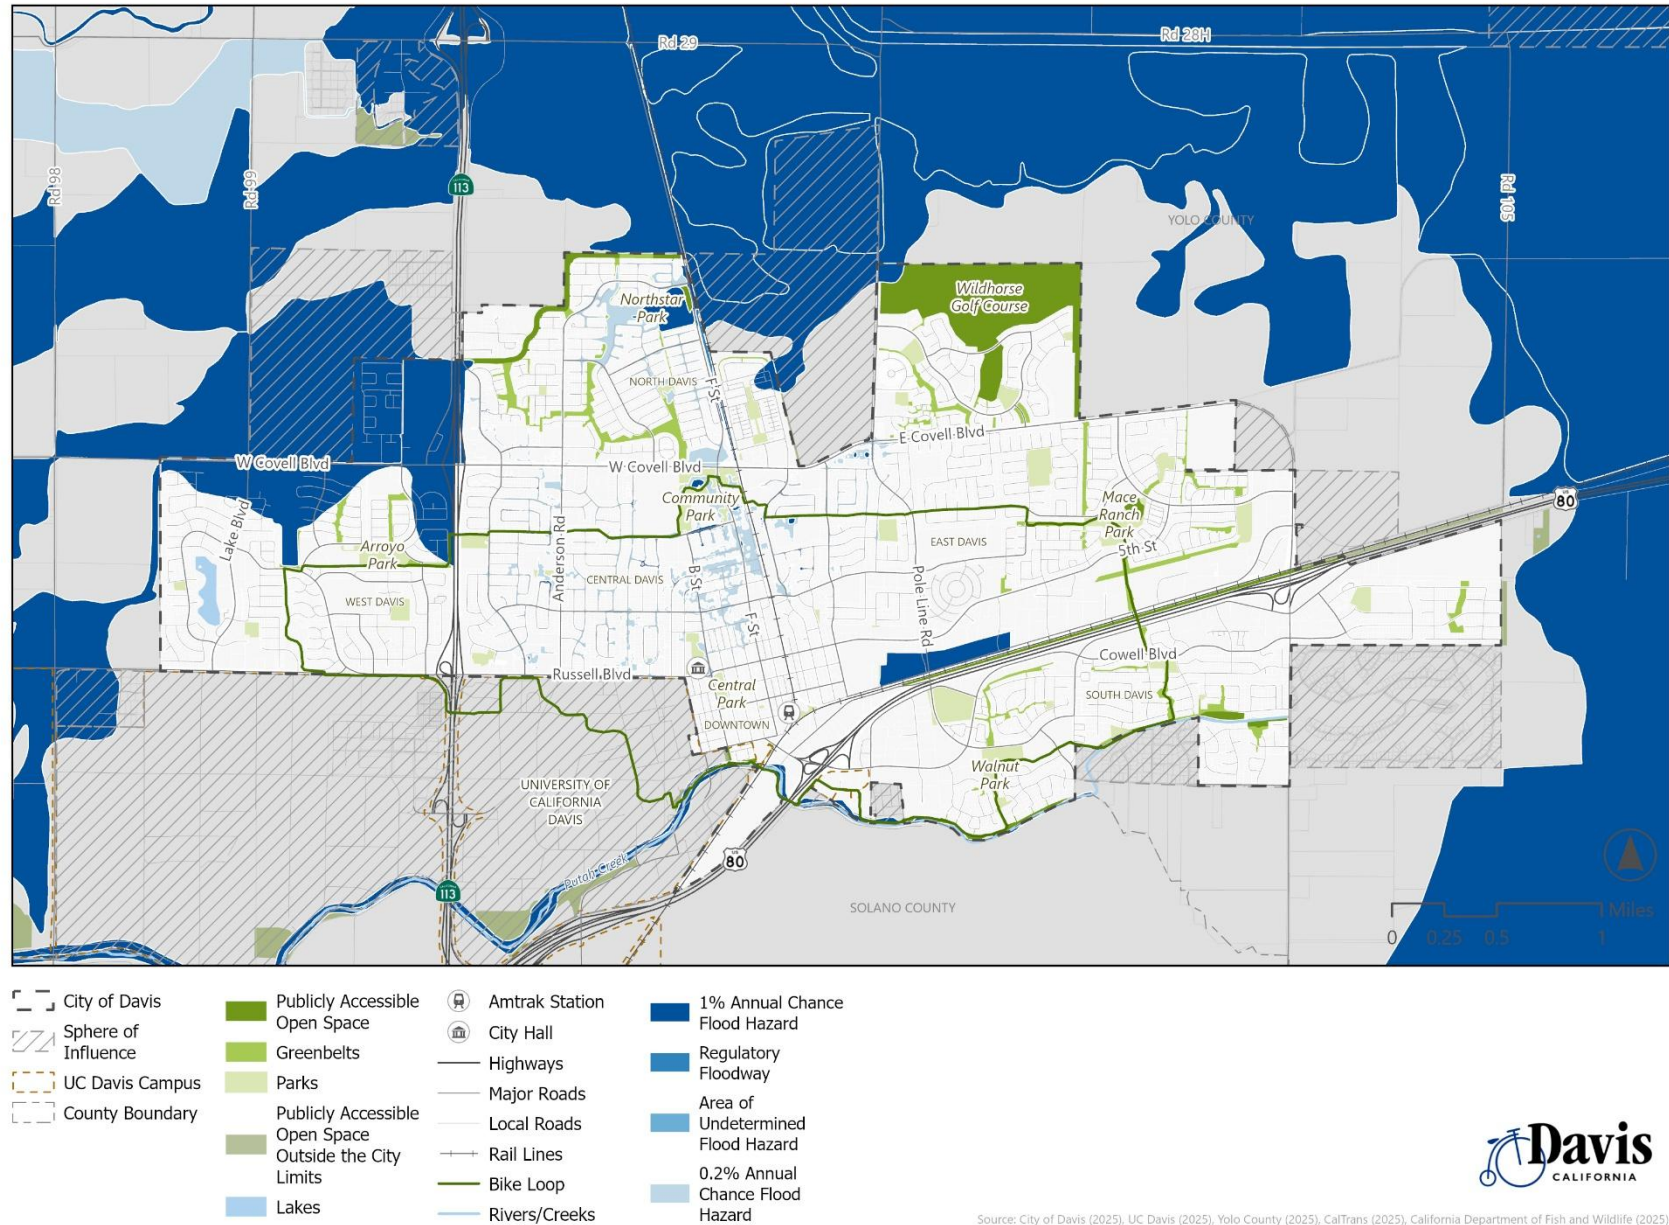 Rd 29
Rd 28H
Rd 98
Rd 99
113
Rd 105
YOLO COUNTY
Northstar
Park
Wildhorse
Golf Course
NORTH DAVIS
F St
E Covell Blvd
W Covell Blvd
W Covell Blvd
Community
Park
Mace
Ranch
Park
80
Lake Blvd
Arroyo
Park
Anderson Rd
EAST DAVIS
5th St
CENTRAL DAVIS
B St
WEST DAVIS
F St
Pole Line Rd
Cowell Blvd
Russell Blvd
Central
Park
SOUTH DAVIS
DOWNTOWN
Walnut
Park
UNIVERSITY OF
CALIFORNIA
DAVIS
US
80
Putah Creek
113
SOLANO COUNTY
Miles
0 0.25 0.5 1
City of Davis
Sphere of
Influence
UC Davis Campus
County Boundary
Publicly Accessible
Open Space
Greenbelts
Parks
Publicly Accessible
Open Space
Outside the City
Limits
Lakes
Amtrak Station
City Hall
Highways
Major Roads
Local Roads
Rail Lines
Bike Loop
Rivers/Creeks
1% Annual Chance
Flood Hazard
Regulatory
Floodway
Area of
Undetermined
Flood Hazard
0.2% Annual
Chance Flood
Hazard
Davis
CALIFORNIA
Source: City of Davis (2025), UC Davis (2025), Yolo County (2025), CalTrans (2025), California Department of Fish and Wildlife (2025)